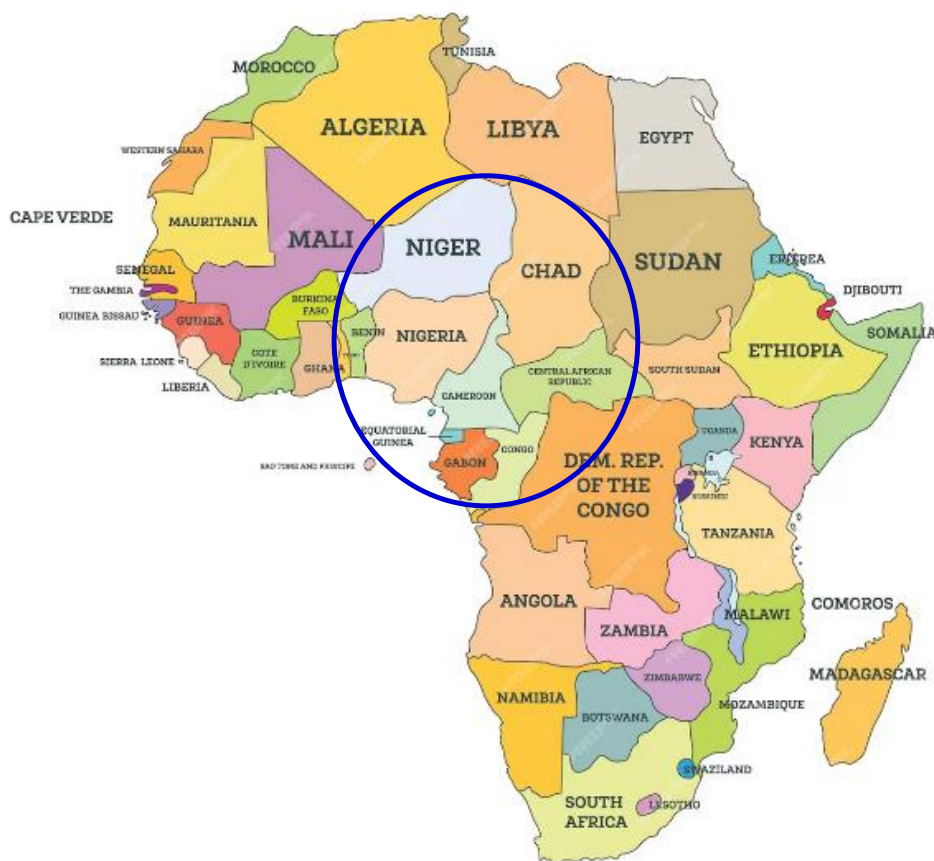 TUNISIA
MOROCCO
ALGERIA
LIBYA
EGYPT
WESTERN SAHARA
CAPE VERDE
MAURITANIA
MALI
NIGER
CHAD
SUDAN
ERITREA
SENEGAL
THE GAMBIA
GUINEA BISSAU
GUINEA
BURKINA
FASO
BENIN
NIGERIA
DJIBOUTI
SOMALIA
ETHIOPIA
SIERRA LEONE
LIBERIA
COTE
D'IVOIRE
GHANA
TOGO
CAMEROON
CENTRAL AFRICAN
REPUBLIC
SOUTH SUDAN
EQUATORIAL
GUINEA
SAO TOME AND PRINCIPE
GABON
CONGO
DEM. REP.
OF THE
CONGO
UGANDA
KENYA
RWANDA
BURUNDI
TANZANIA
ANGOLA
ZAMBIA
MALAWI
COMOROS
MADAGASCAR
NAMIBIA
BOTSWANA
ZIMBABWE
MOZAMBIQUE
SWAZILAND
LESOTHO
SOUTH
AFRICA